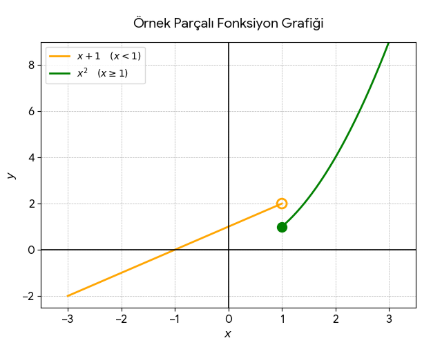 Örnek Parçalı Fonksiyon Grafiği
x + 1 (x < 1)
x² (x ≥ 1)
8
6
4
2
0
−2
y
−3 −2 −1 0 1 2 3
x